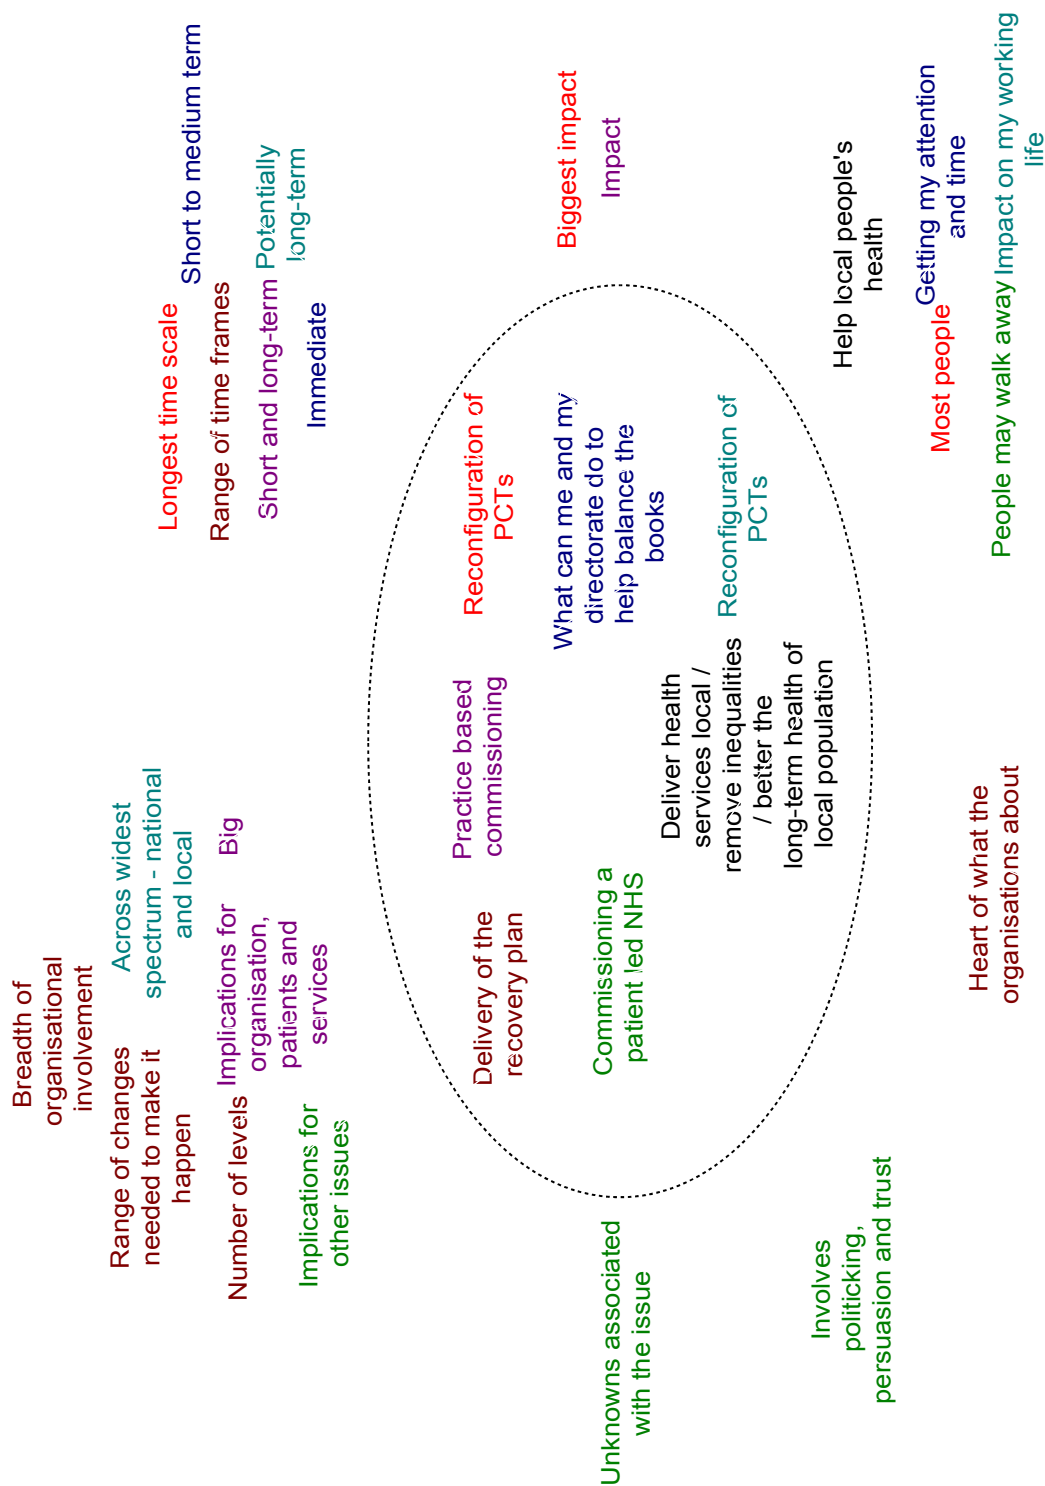 Breadth of
organisational
involvement
Range of changes
needed to make it
happen
Across widest
spectrum - national
and local
Number of levels
Implications for
organisation,
patients and
services
Big
Implications for
other issues
Longest time scale
Short to medium term
Range of time frames
Short and long-term
Potentially
long-term
Immediate
Unknowns associated
with the issue
Delivery of the
recovery plan
Practice based
commissioning
Reconfiguration of
PCTs
Commissioning a
patient led NHS
What can me and my
directorate do to
help balance the
books
Deliver health
services local /
remove inequalities
/ better the
long-term health of
local population
Reconfiguration of
PCTs
Biggest impact
Impact
Involves
politicking,
persuasion and trust
Heart of what the
organisations about
Help local people's
health
Getting my attention
and time
Most people
People may walk away
Impact on my working
life